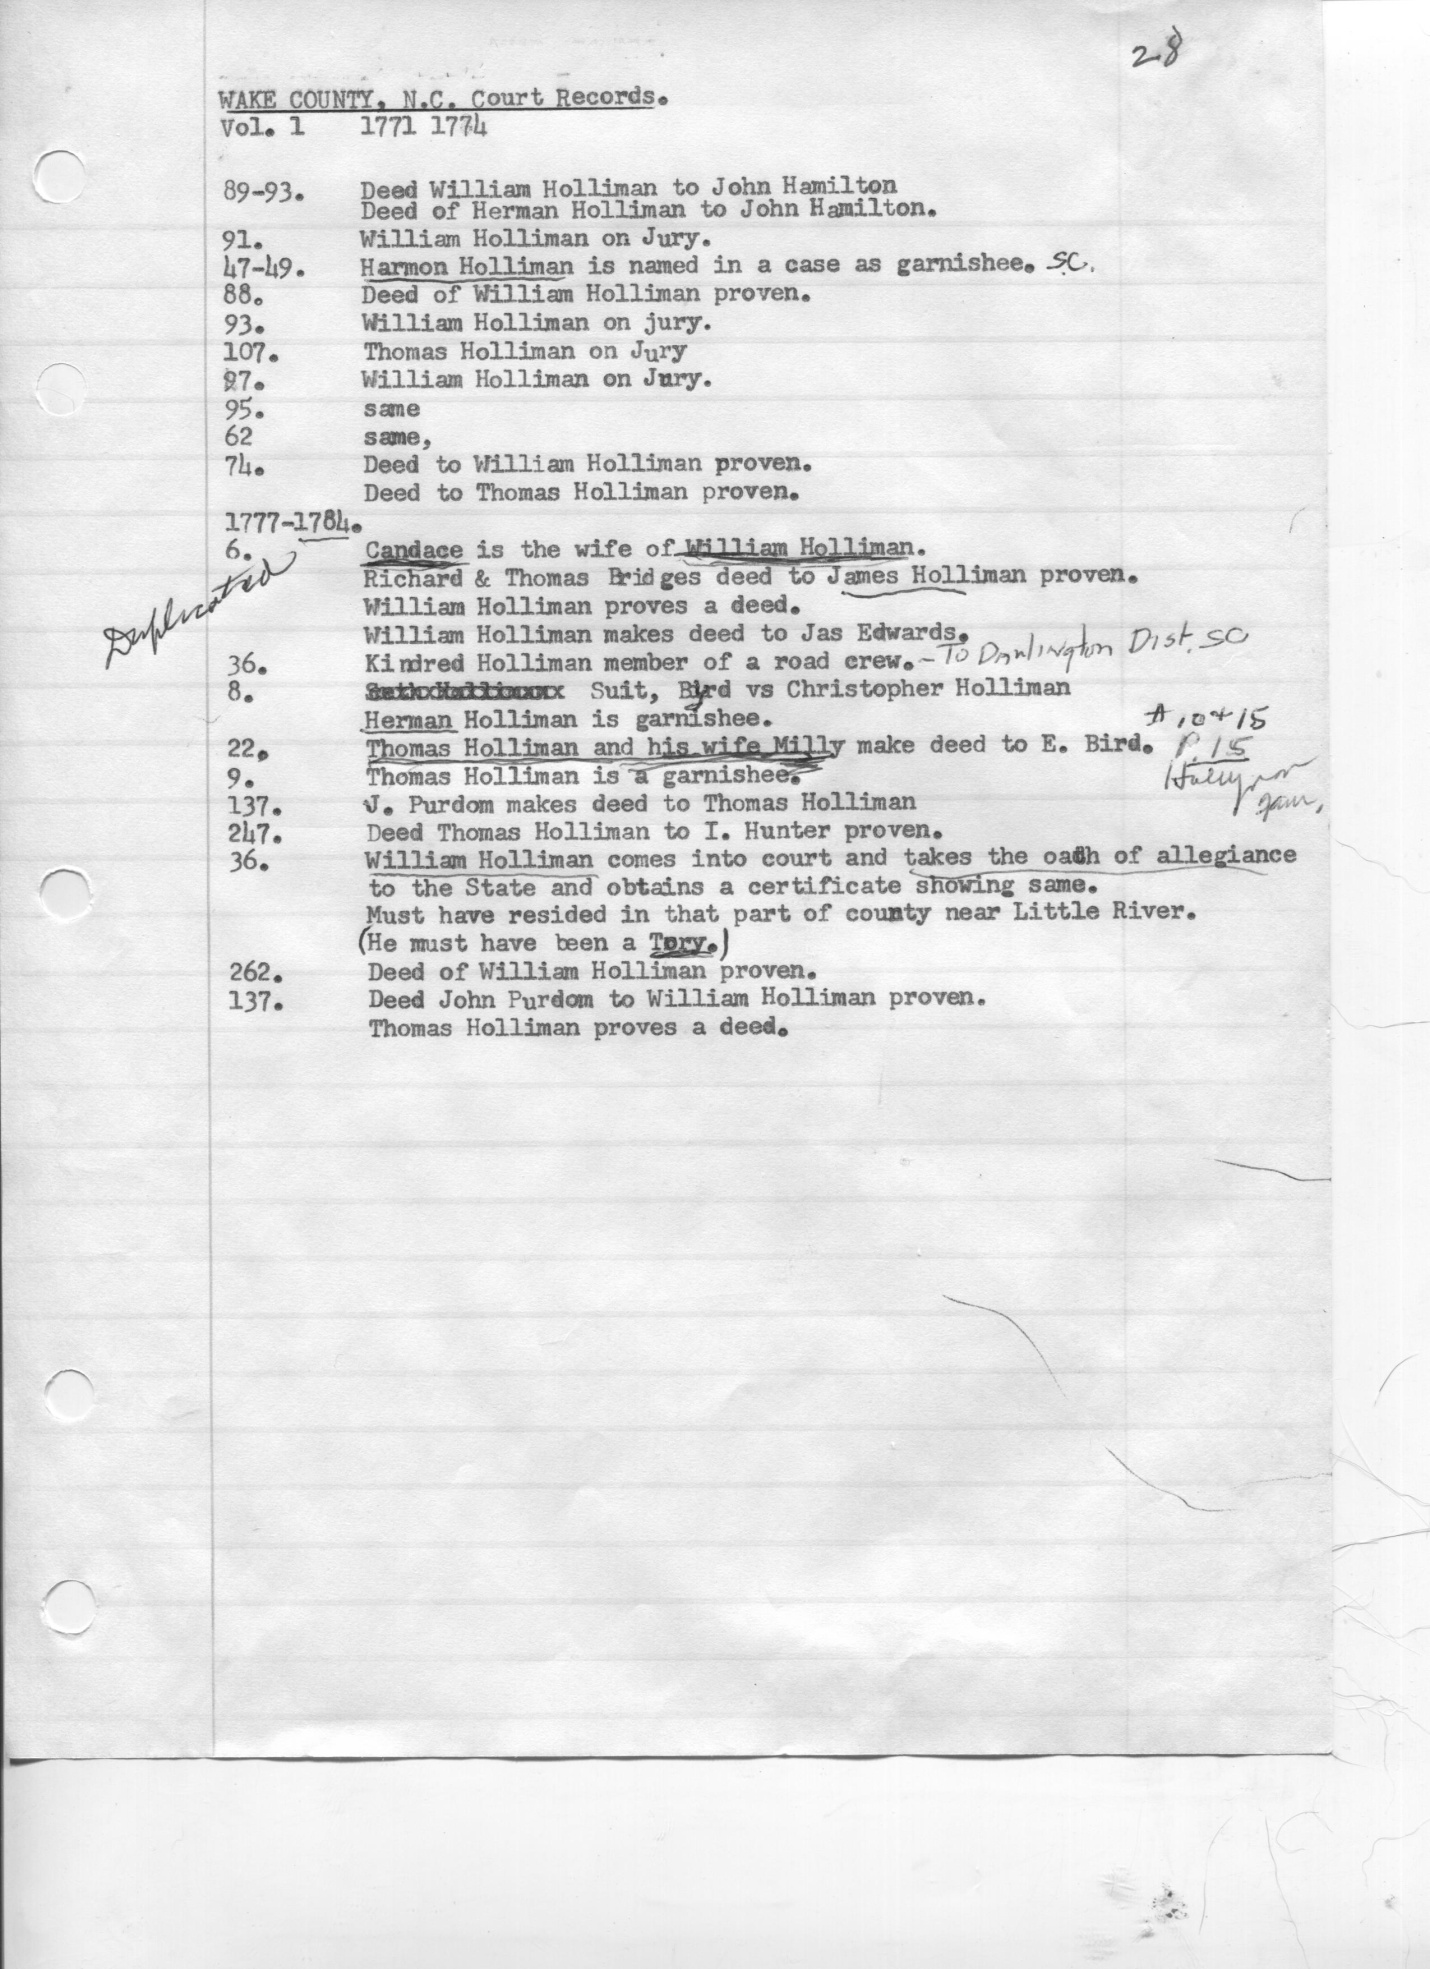 28
WAKE COUNTY, N.C. Court Records.
Vol. 1 1771 1774
89-93. Deed William Holliman to John Hamilton
Deed of Herman Holliman to John Hamilton.
91. William Holliman on Jury.
47-49. Harmon Holliman is named in a case as garnishee. SC.
88. Deed of William Holliman proven.
93. William Holliman on jury.
107. Thomas Holliman on Jury
97. William Holliman on Jury.
95. same
62 same,
74. Deed to William Holliman proven.
Deed to Thomas Holliman proven.
1777-1784.
6. Candace is the wife of William Holliman.
Richard & Thomas Bridges deed to James Holliman proven.
Duplicated
William Holliman proves a deed.
William Holliman makes deed to Jas Edwards.
36. Kindred Holliman member of a road crew. - To Darlington Dist. SC
8. Suit, Byrd vs Christopher Holliman
Herman Holliman is garnishee.
# 10 + 15
22. Thomas Holliman and his wife Milly make deed to E. Bird. P. 15
9. Thomas Holliman is a garnishee.
137. J. Purdom makes deed to Thomas Holliman
247. Deed Thomas Holliman to I. Hunter proven.
36. William Holliman comes into court and takes the oath of allegiance
to the State and obtains a certificate showing same.
Must have resided in that part of county near Little River.
(He must have been a Tory.)
262. Deed of William Holliman proven.
137. Deed John Purdom to William Holliman proven.
Thomas Holliman proves a deed.